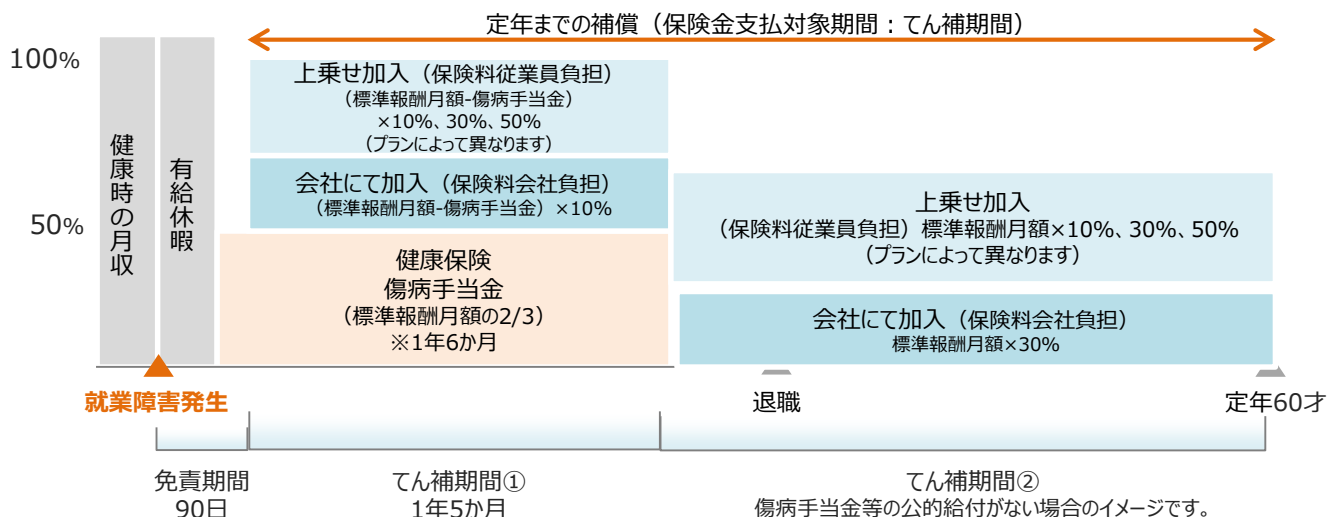 定年までの補償（保険金支払対象期間：てん補期間）
100%
50%
健康時の月収
有給休暇
上乗せ加入（保険料従業員負担）
（標準報酬月額-傷病手当金）
×10%、30%、50%
（プランによって異なります）
会社にて加入（保険料会社負担）
（標準報酬月額-傷病手当金）×10%
健康保険
傷病手当金
（標準報酬月額の2/3）
※1年6か月
上乗せ加入
（保険料従業員負担）標準報酬月額×10%、30%、50%
（プランによって異なります）
会社にて加入（保険料会社負担）
標準報酬月額×30%
就業障害発生
退職
定年60才
免責期間
90日
てん補期間①
1年5か月
てん補期間②
傷病手当金等の公的給付がない場合のイメージです。